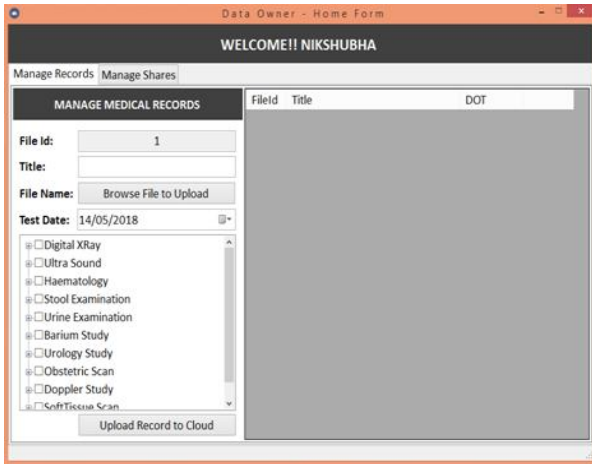 Data Owner - Home Form
WELCOME!! NIKSHUBHA
Manage Records Manage Shares
MANAGE MEDICAL RECORDS
FileId Title DOT
File Id: 1
Title:
File Name: Browse File to Upload
Test Date: 14/05/2018
Digital XRay
Ultra Sound
Haematology
Stool Examination
Urine Examination
Barium Study
Urology Study
Obstetric Scan
Doppler Study
SoftTissue Scan
Upload Record to Cloud